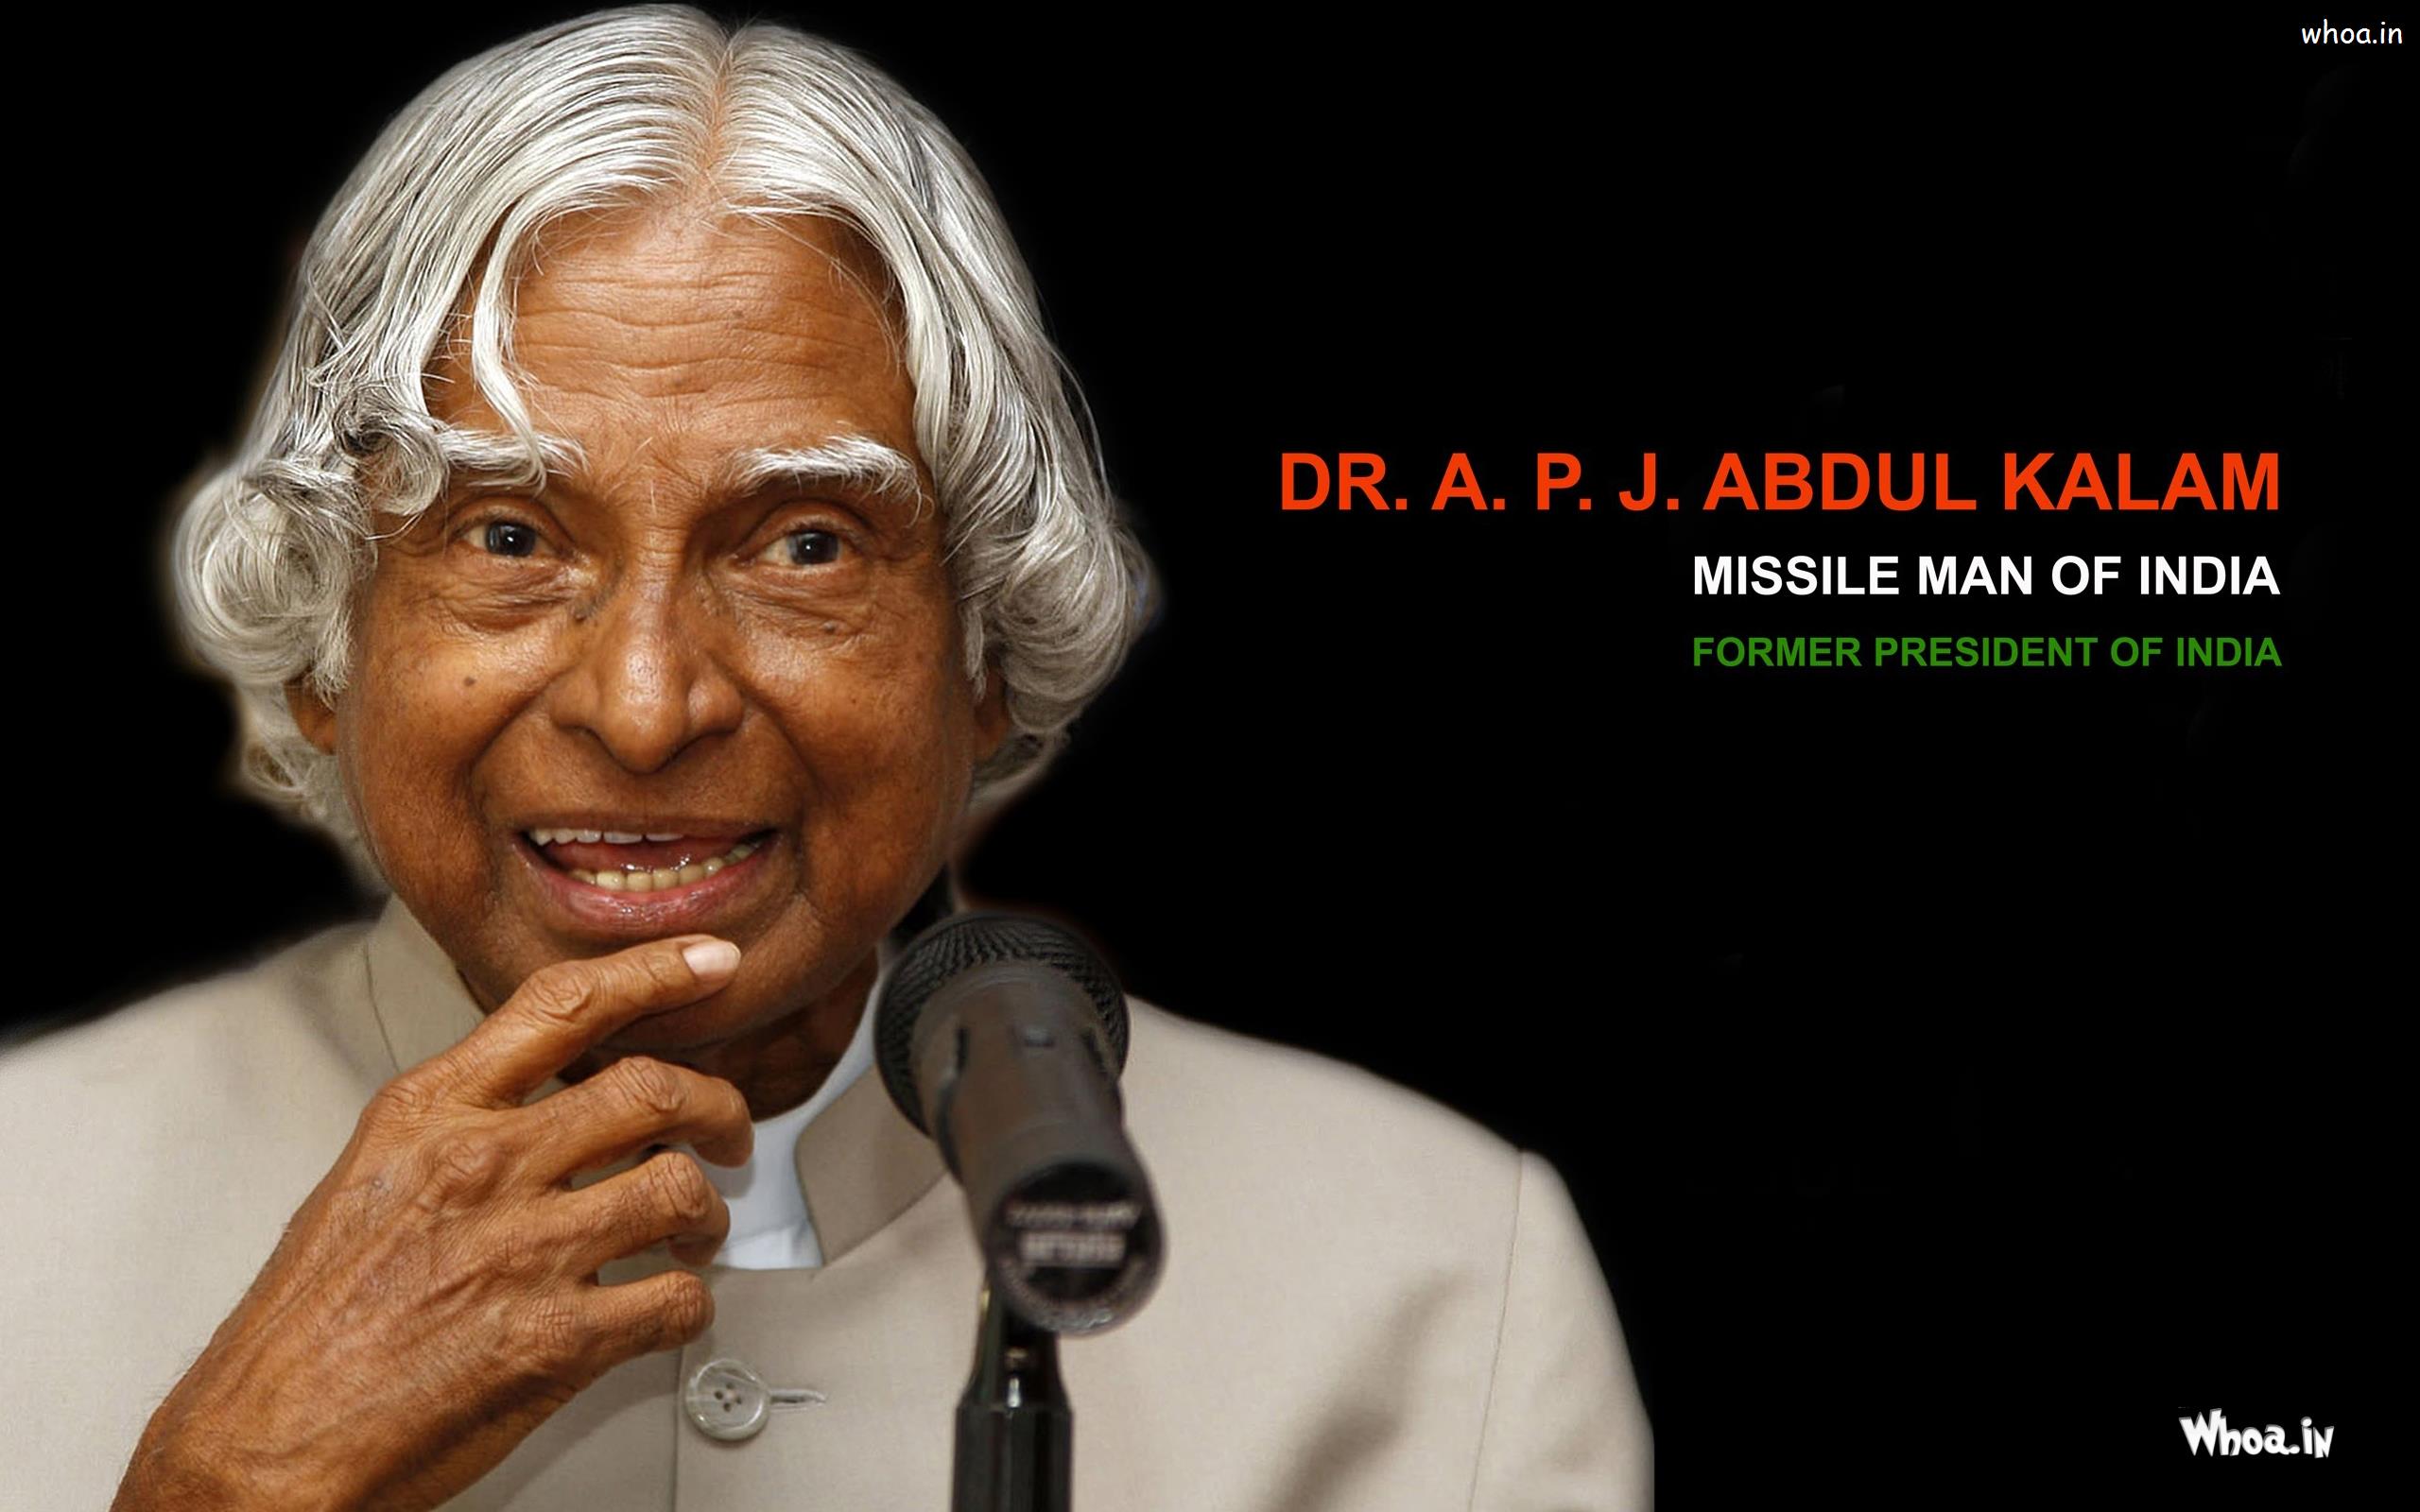 whoa.in
DR. A. P. J. ABDUL KALAM
MISSILE MAN OF INDIA
FORMER PRESIDENT OF INDIA
Whoa.in